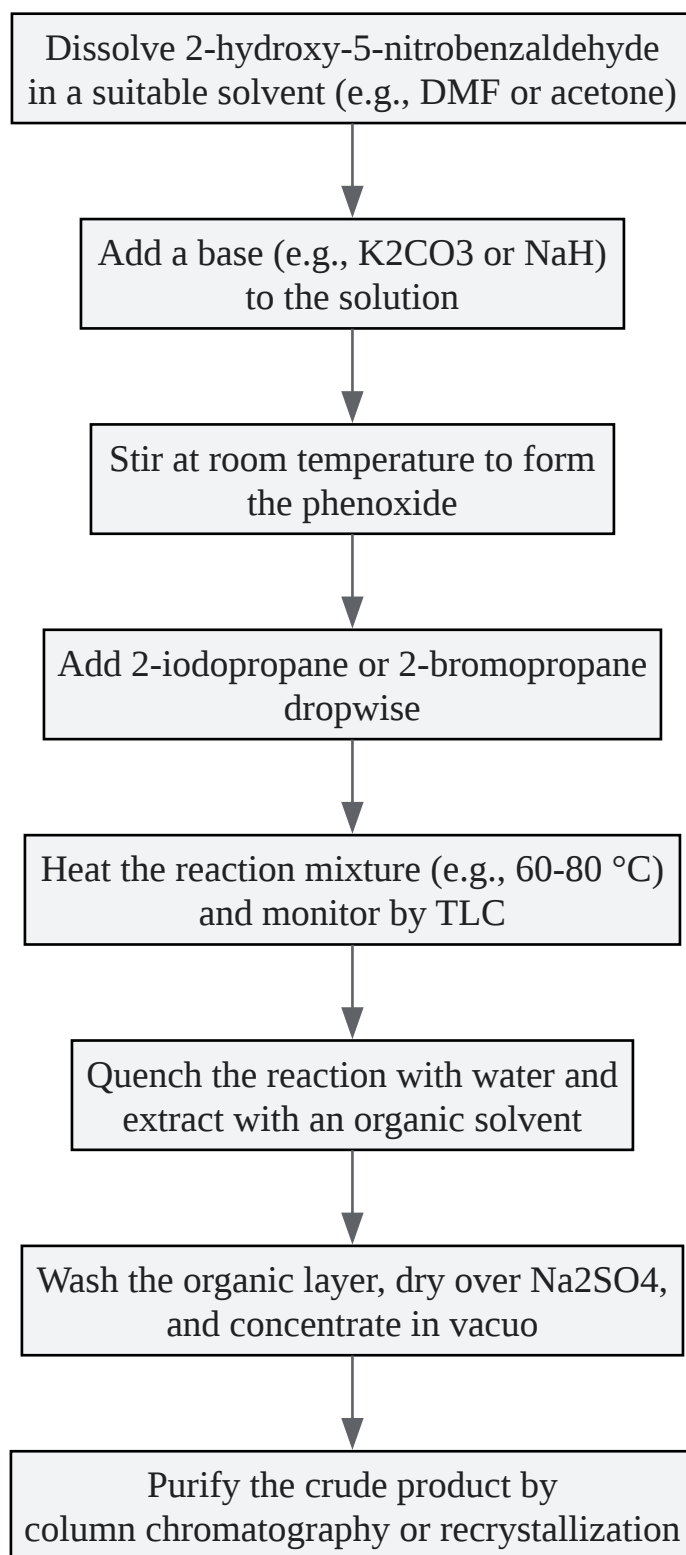 Dissolve 2-hydroxy-5-nitrobenzaldehyde
in a suitable solvent (e.g., DMF or acetone)
Add a base (e.g., K2CO3 or NaH)
to the solution
Stir at room temperature to form
the phenoxide
Add 2-iodopropane or 2-bromopropane
dropwise
Heat the reaction mixture (e.g., 60-80 °C)
and monitor by TLC
Quench the reaction with water and
extract with an organic solvent
Wash the organic layer, dry over Na2SO4,
and concentrate in vacuo
Purify the crude product by
column chromatography or recrystallization